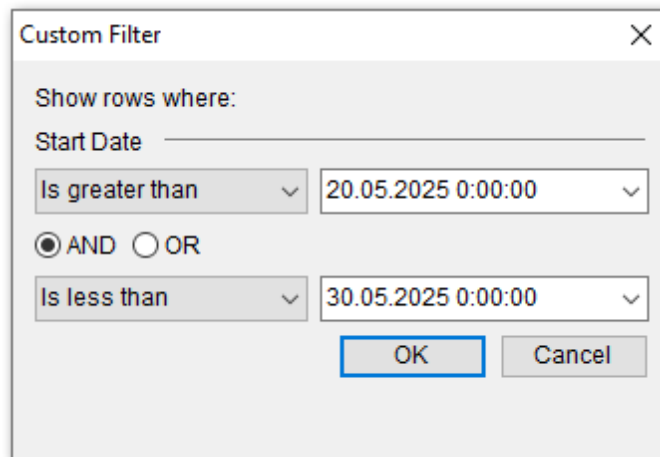 Custom Filter
Show rows where:
Start Date
Is greater than 20.05.2025 0:00:00
AND OR
Is less than 30.05.2025 0:00:00
OK Cancel